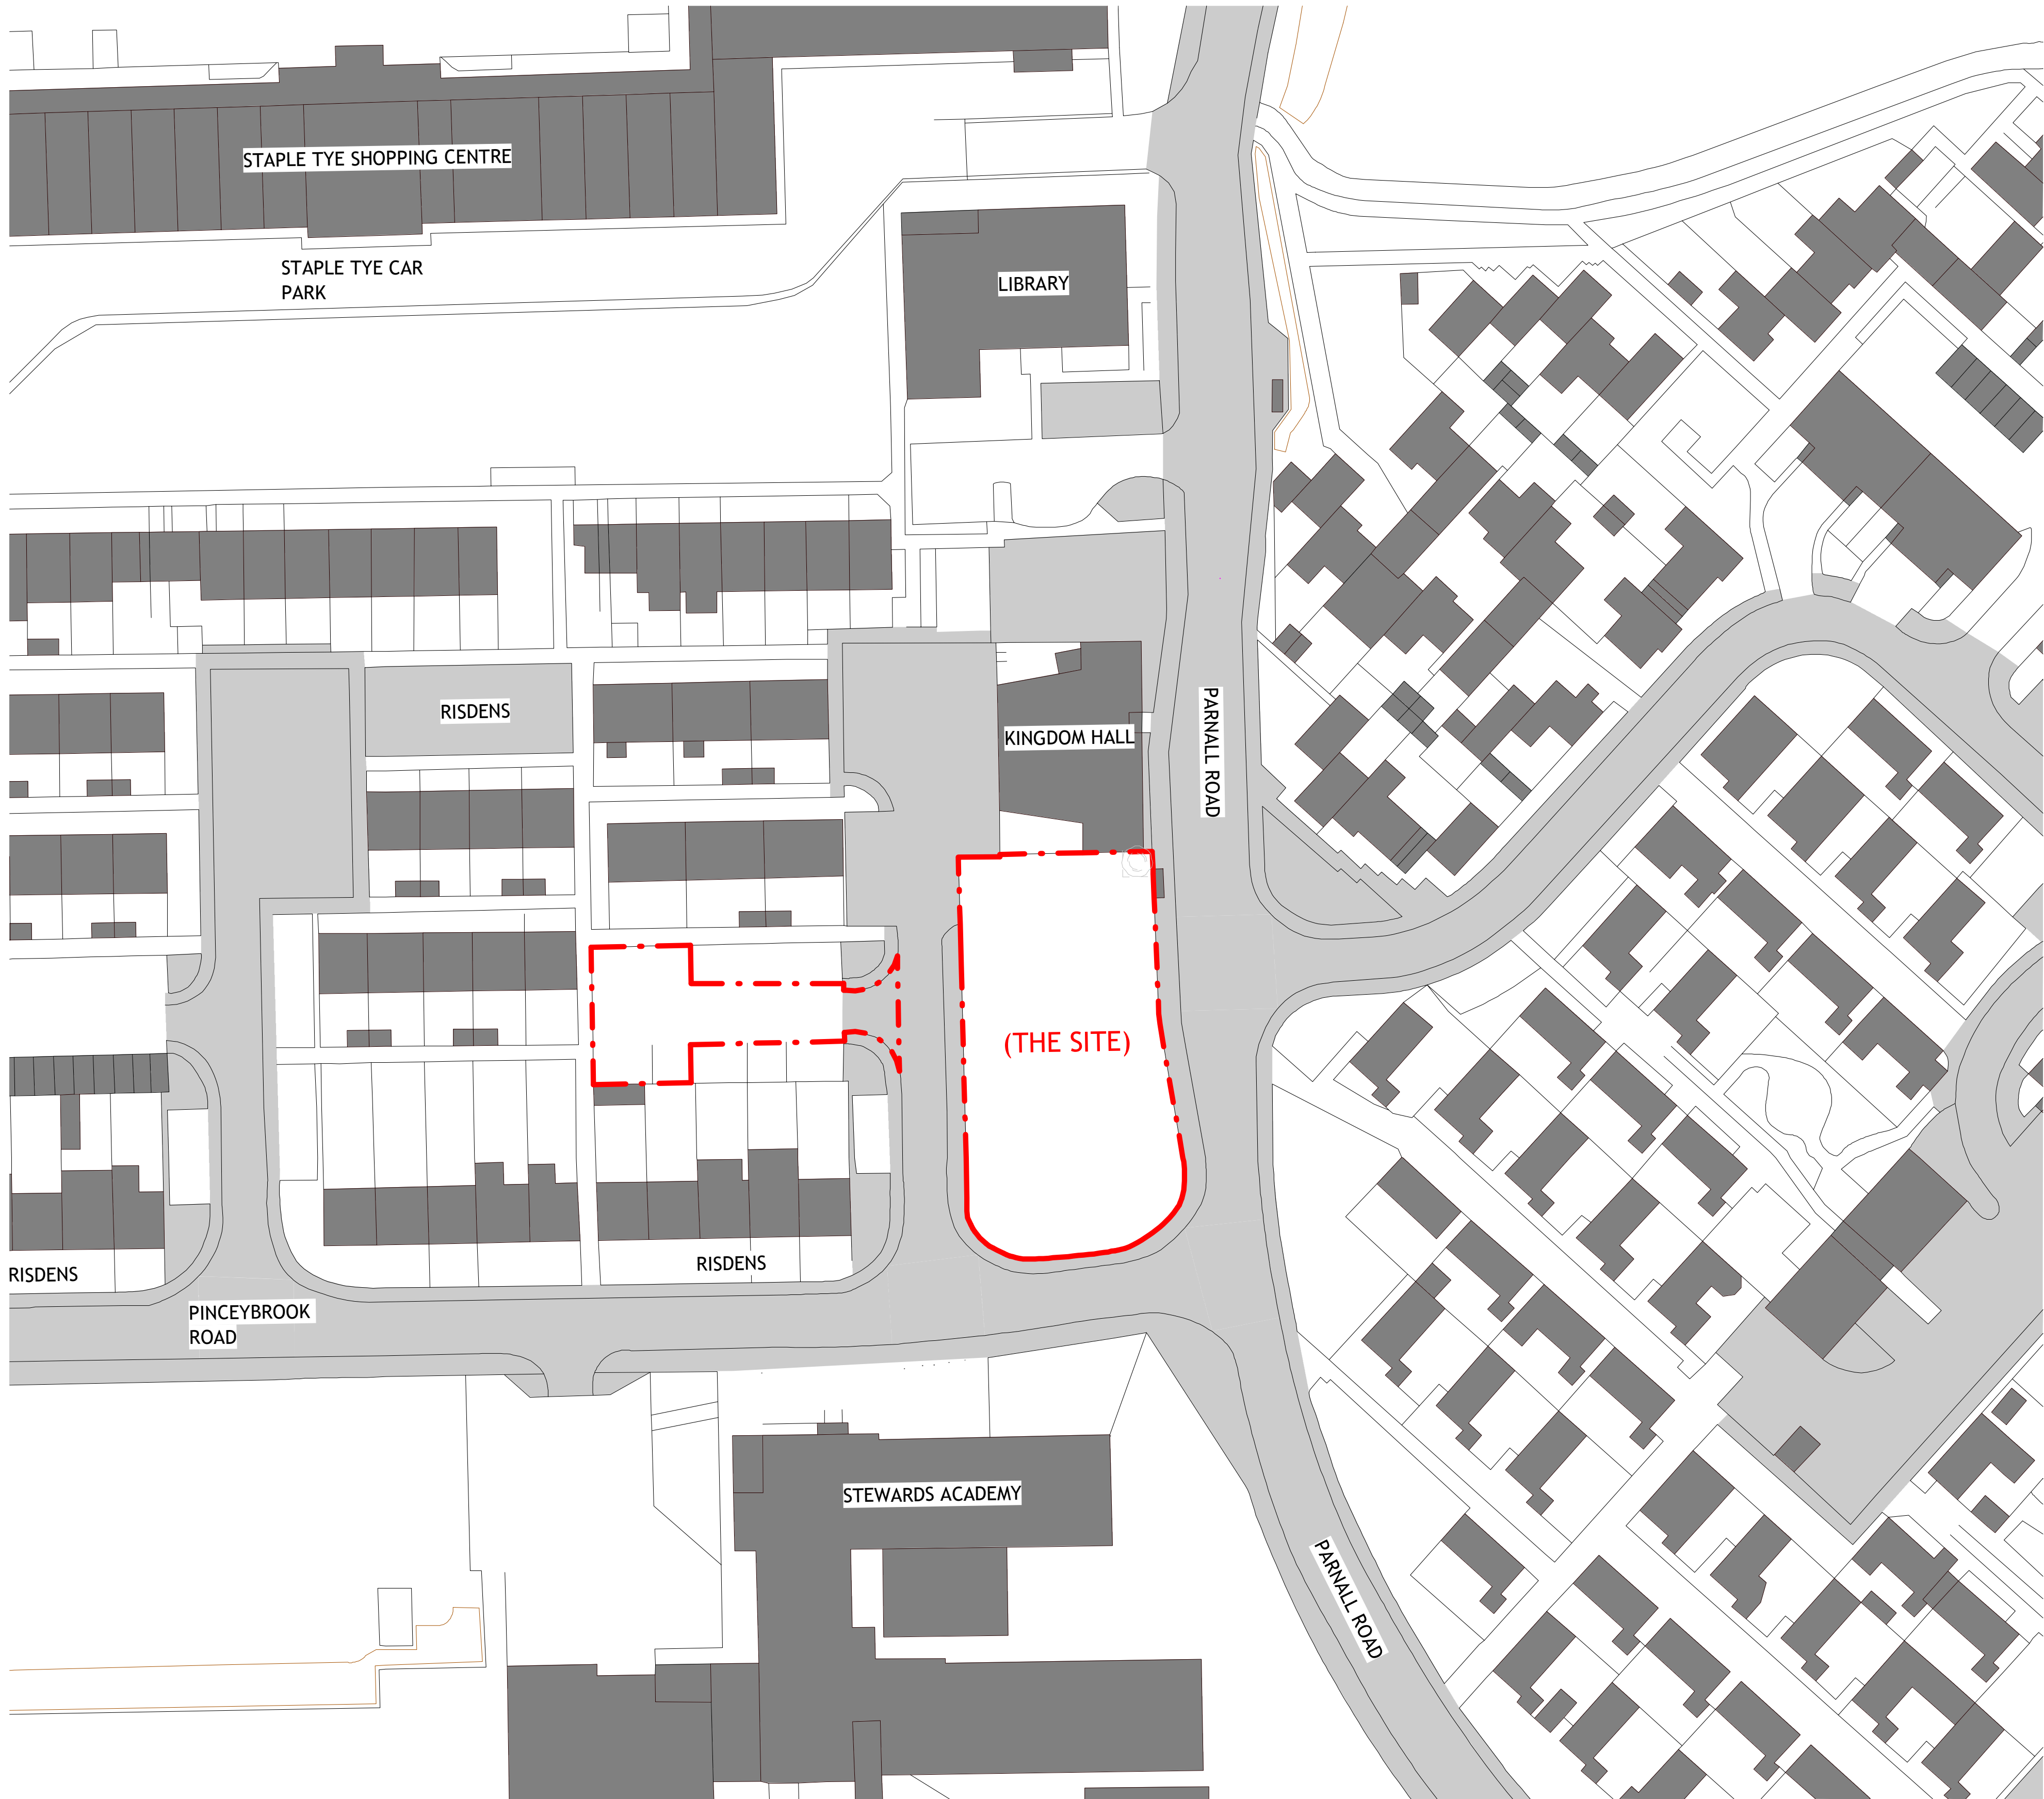 STAPLE TYE SHOPPING CENTRE
STAPLE TYE CAR
PARK
LIBRARY
RISDENS
KINGDOM HALL
PARNALL ROAD
(THE SITE)
RISDENS
RISDENS
PINCEYBROOK
ROAD
STEWARDS ACADEMY
PARNALL ROAD